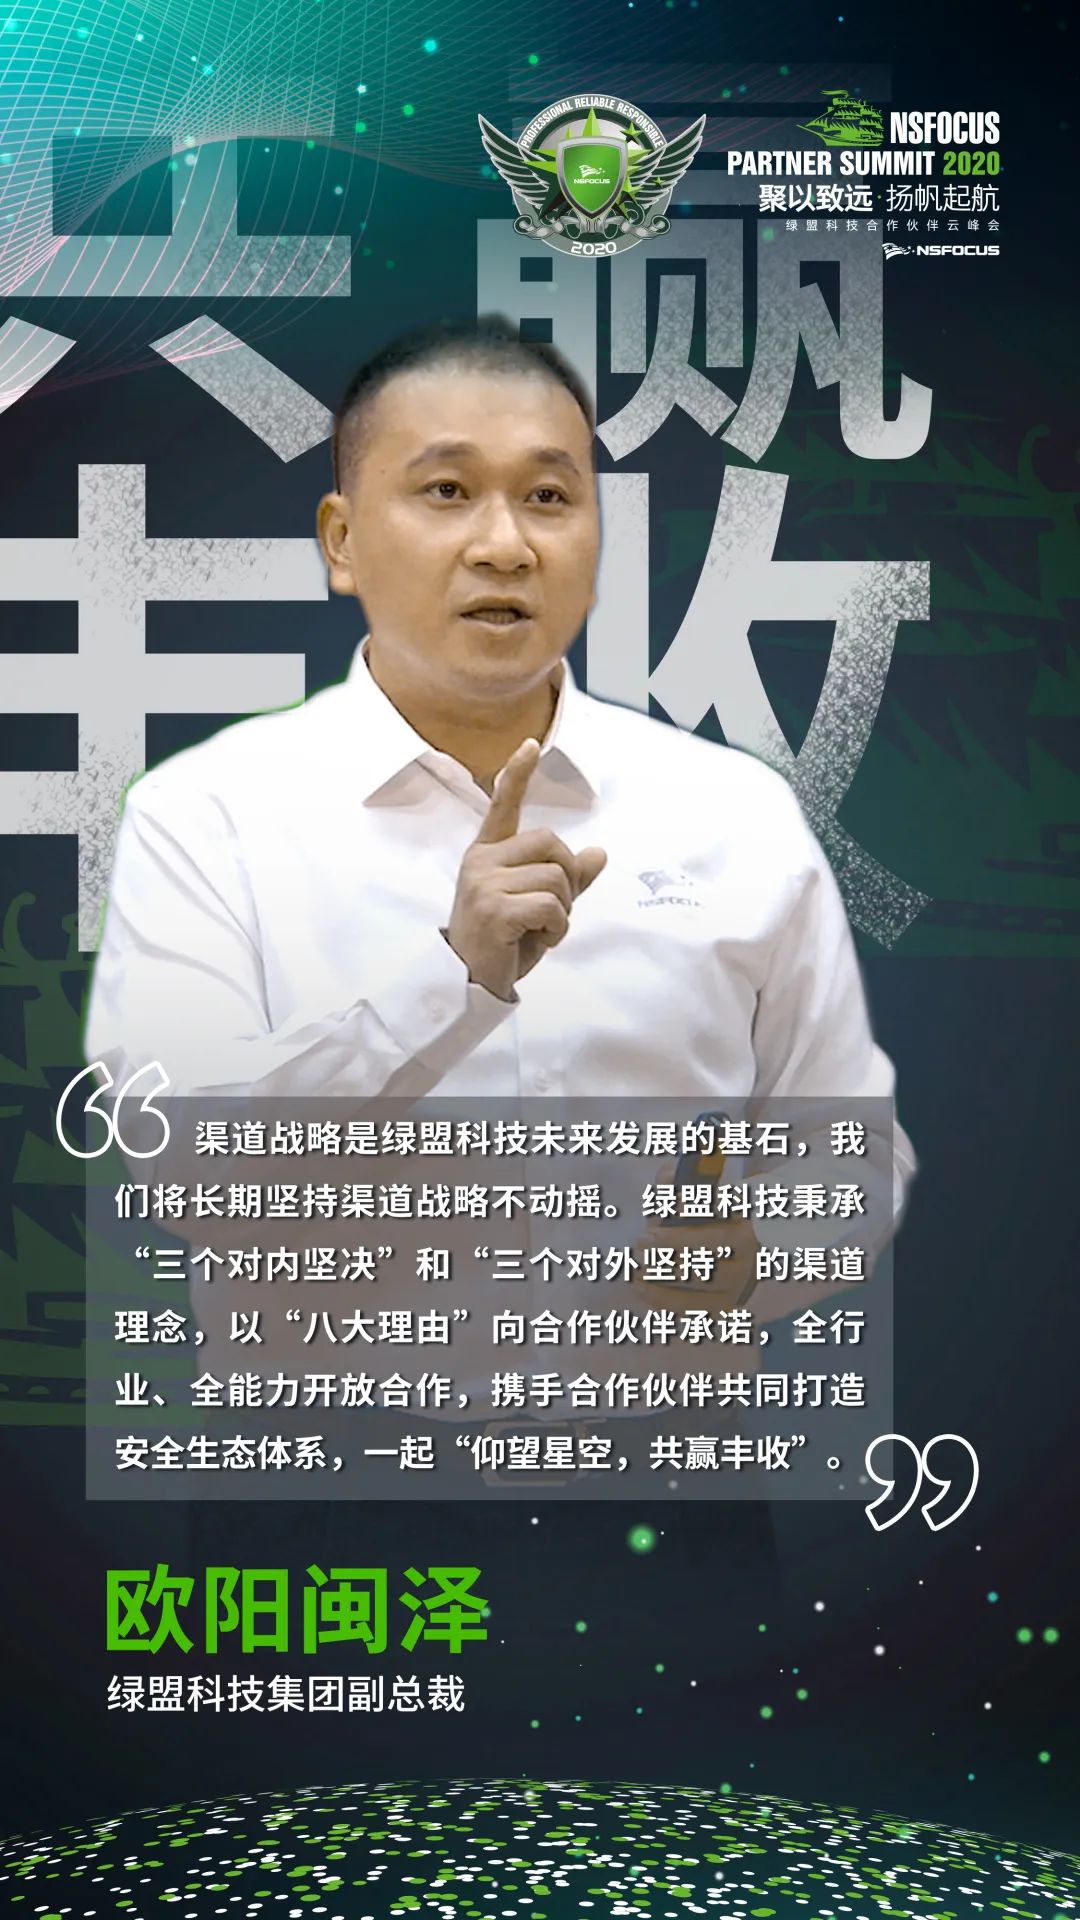 PROFESSIONAL RELIABLE RESPONSIBLE
NSFOCUS
2020
NSFOCUS
PARTNER SUMMIT 2020
聚以致远·扬帆起航
绿盟科技合作伙伴云峰会
NSFOCUS
共赢
丰收
NSFOCUS
“渠道战略是绿盟科技未来发展的基石，我
们将长期坚持渠道战略不动摇。绿盟科技秉承
“三个对内坚决”和“三个对外坚持”的渠道
理念，以“八大理由”向合作伙伴承诺，全行
业、全能力开放合作，携手合作伙伴共同打造
安全生态体系，一起“仰望星空，共赢丰收”。”
欧阳闽泽
绿盟科技集团副总裁